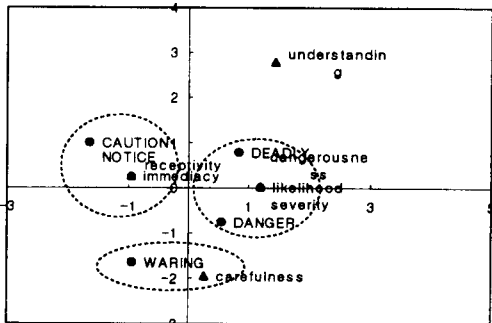 4
3
understandin
g
2
1
CAUTION
NOTICE
DEADLY
dangerousne
ss
receptivity
immediacy
0
likelihood
severity
-3
-1
1
3
DANGER
-1
WARING
-2
carefulness